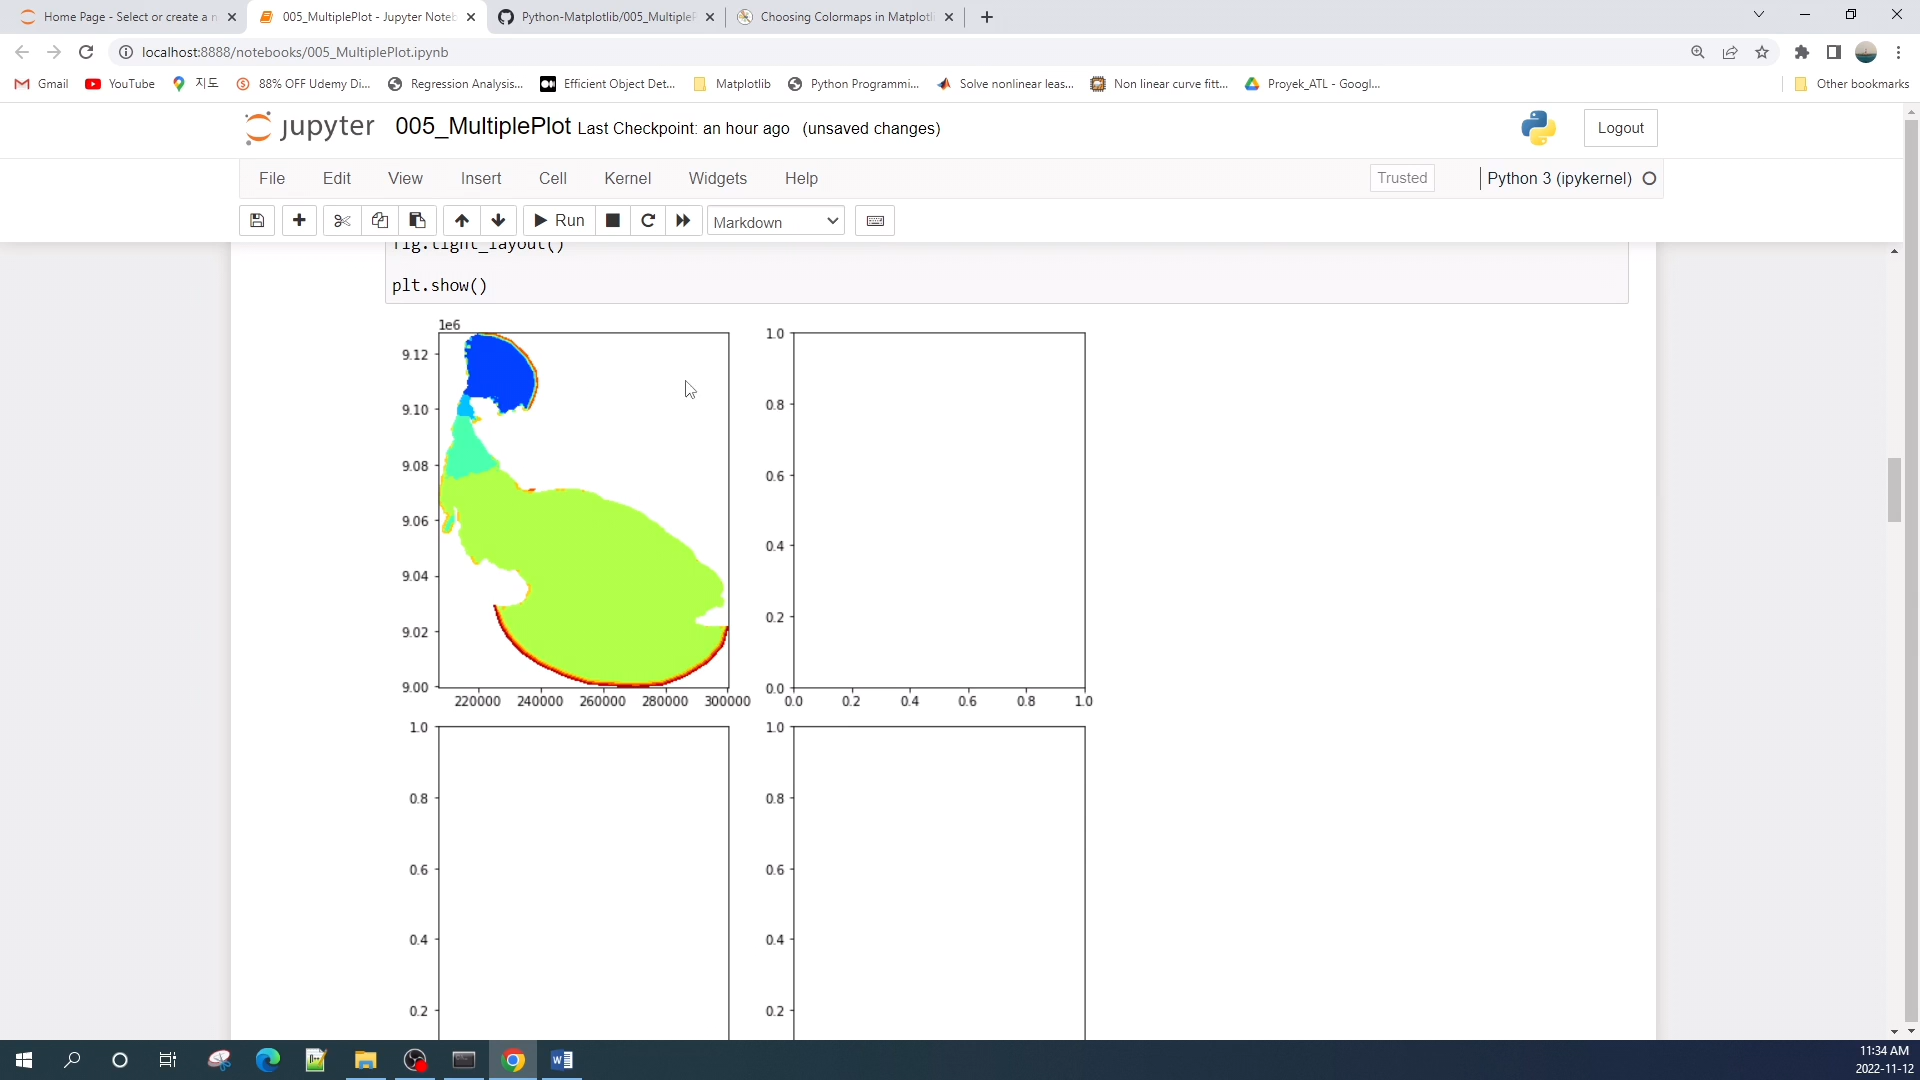 Home Page - Select or create a n
005_MultiplePlot - Jupyter Noteb
Python-Matplotlib/005_MultipleP
Choosing Colormaps in Matplotli
localhost:8888/notebooks/005_MultiplePlot.ipynb
Gmail
YouTube
지도
88% OFF Udemy Di...
Regression Analysis...
Efficient Object Det...
Matplotlib
Python Programmi...
Solve nonlinear leas...
Non linear curve fitt...
Proyek_ATL - Googl...
Other bookmarks
jupyter 005_MultiplePlot Last Checkpoint: an hour ago (unsaved changes)
Logout
File Edit View Insert Cell Kernel Widgets Help
Trusted
Python 3 (ipykernel)
Run
Markdown
fig.tight_layout()
plt.show()
1e6
9.12
9.10
9.08
9.06
9.04
9.02
9.00
220000 240000 260000 280000 300000
1.0
0.8
0.6
0.4
0.2
0.0
0.0 0.2 0.4 0.6 0.8 1.0
1.0
0.8
0.6
0.4
0.2
1.0
0.8
0.6
0.4
0.2
11:34 AM
2022-11-12